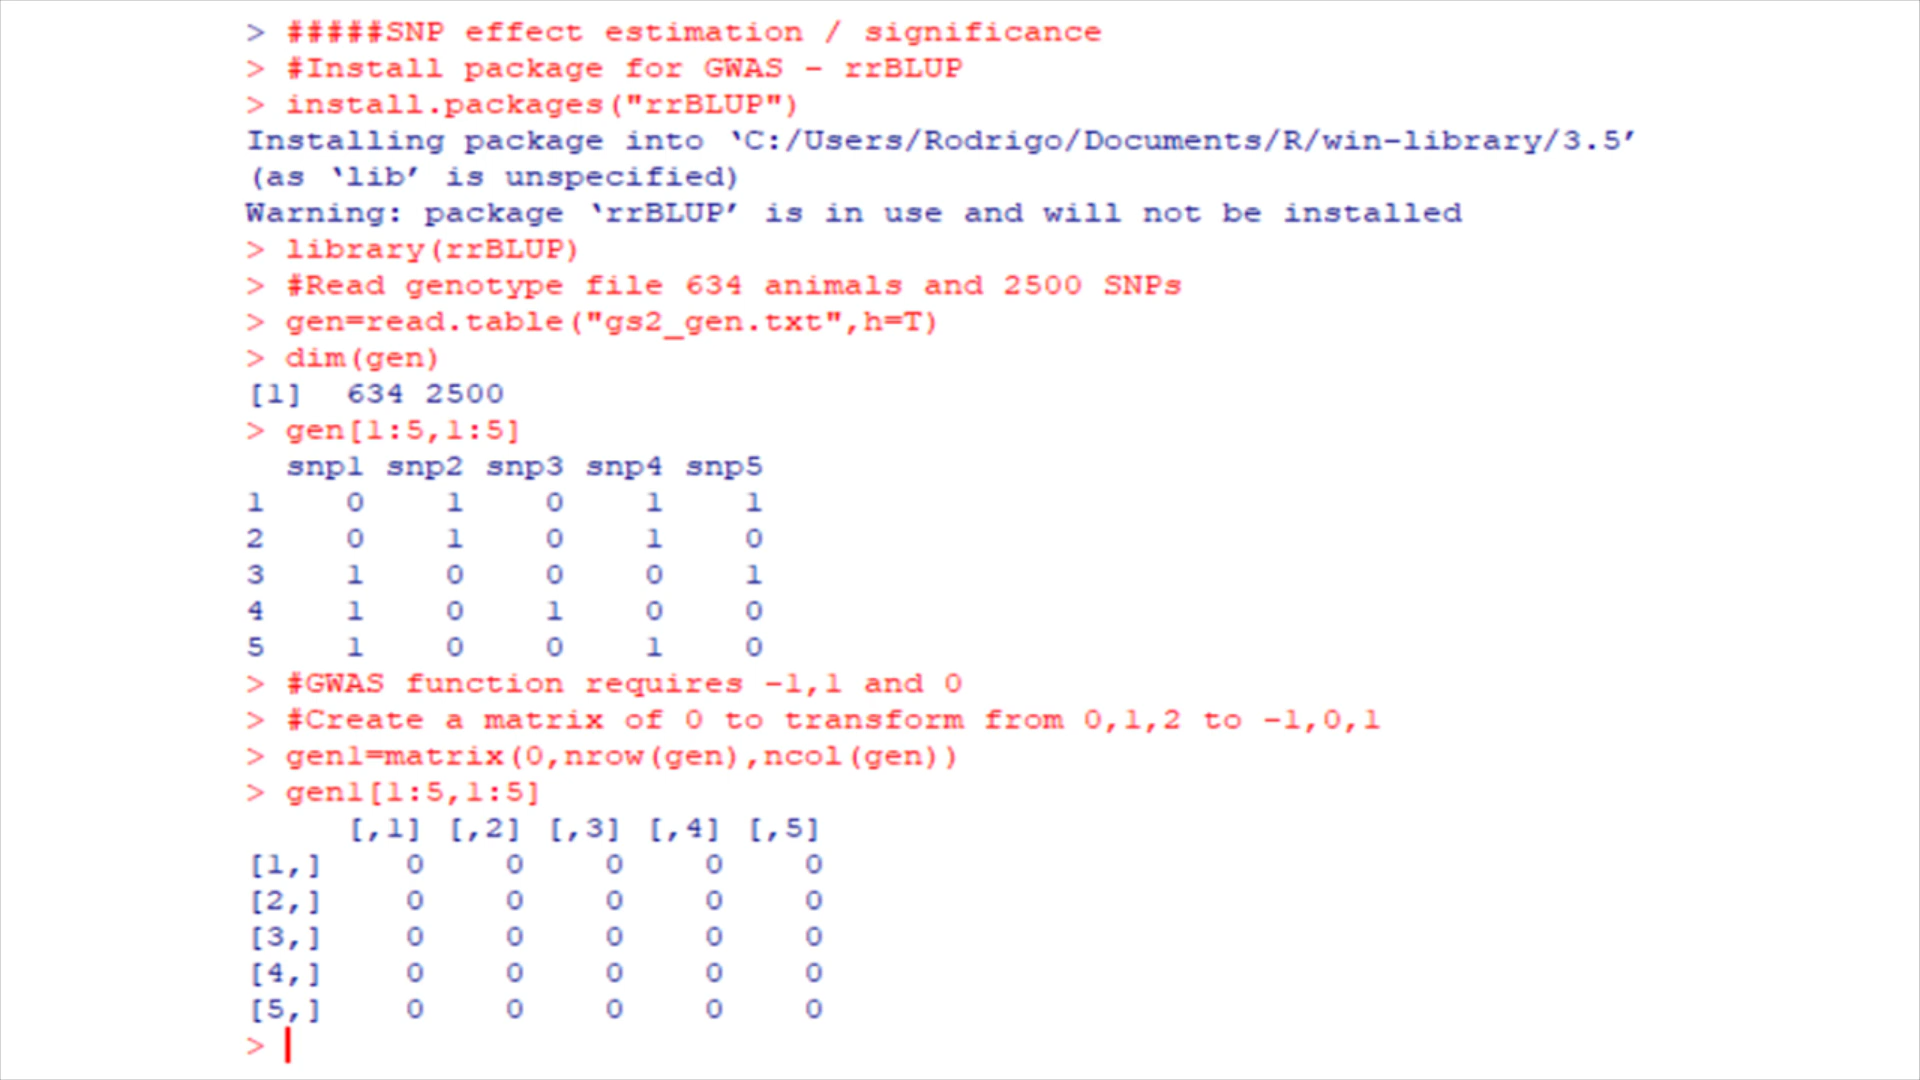 > #####SNP effect estimation / significance
> #Install package for GWAS - rrBLUP
> install.packages("rrBLUP")
Installing package into ‘C:/Users/Rodrigo/Documents/R/win-library/3.5’
(as ‘lib’ is unspecified)
Warning: package ‘rrBLUP’ is in use and will not be installed
> library(rrBLUP)
> #Read genotype file 634 animals and 2500 SNPs
> gen=read.table("gs2_gen.txt",h=T)
> dim(gen)
[1]  634 2500
> gen[1:5,1:5]
  snp1 snp2 snp3 snp4 snp5
1    0    1    0    1    1
2    0    1    0    1    0
3    1    0    0    0    1
4    1    0    1    0    0
5    1    0    0    1    0
> #GWAS function requires -1,1 and 0
> #Create a matrix of 0 to transform from 0,1,2 to -1,0,1
> gen1=matrix(0,nrow(gen),ncol(gen))
> gen1[1:5,1:5]
     [,1] [,2] [,3] [,4] [,5]
[1,]    0    0    0    0    0
[2,]    0    0    0    0    0
[3,]    0    0    0    0    0
[4,]    0    0    0    0    0
[5,]    0    0    0    0    0
>